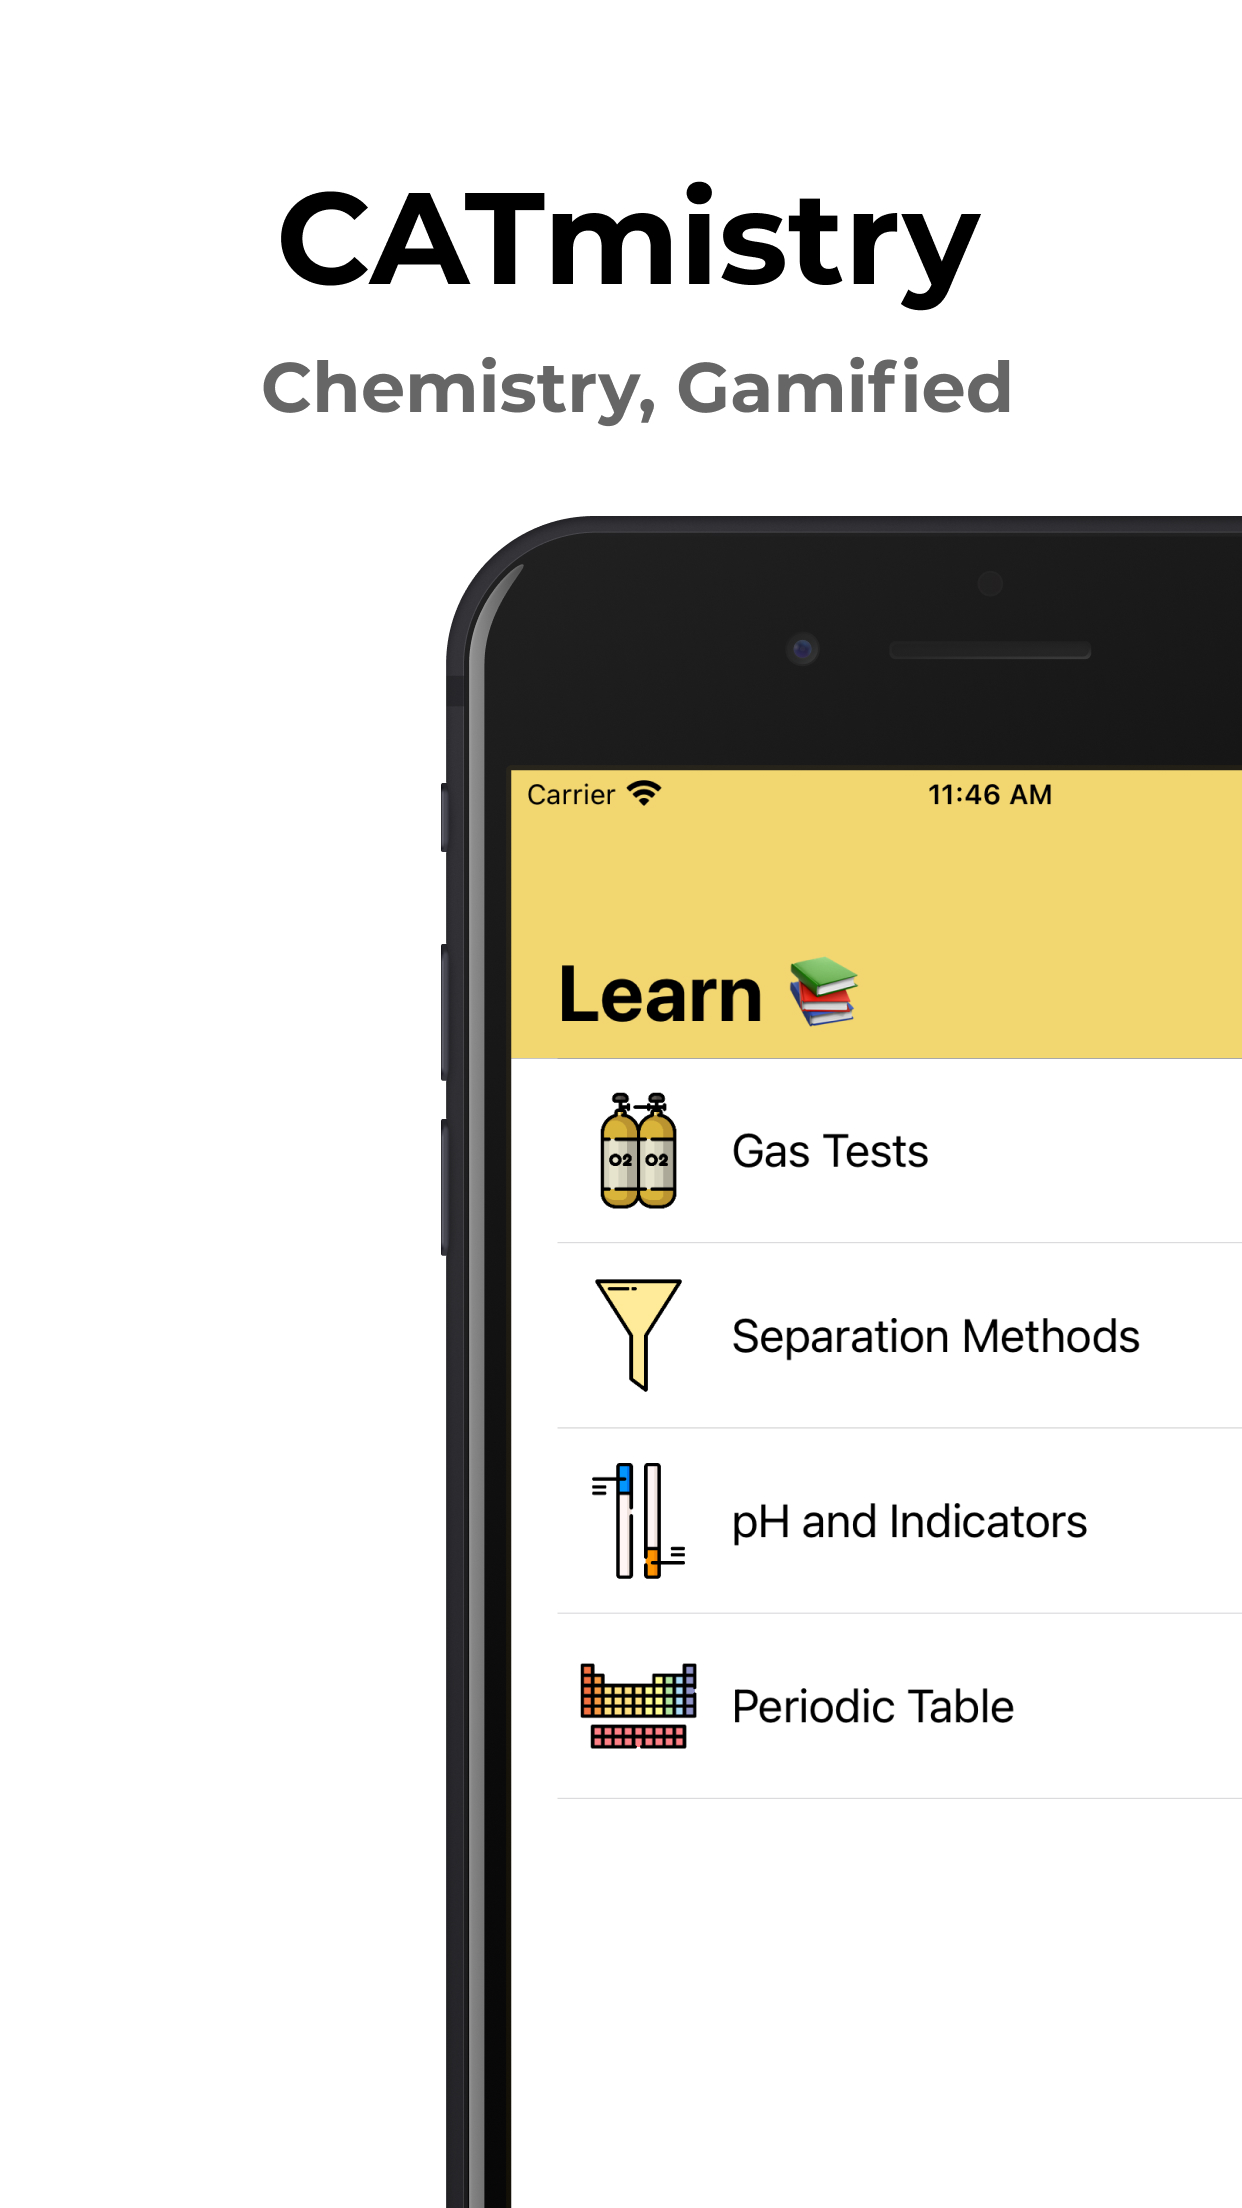 CATmistry
Chemistry, Gamified
Carrier 11:46 AM
Learn 📚
O2 O2
Gas Tests
Separation Methods
pH and Indicators
Periodic Table